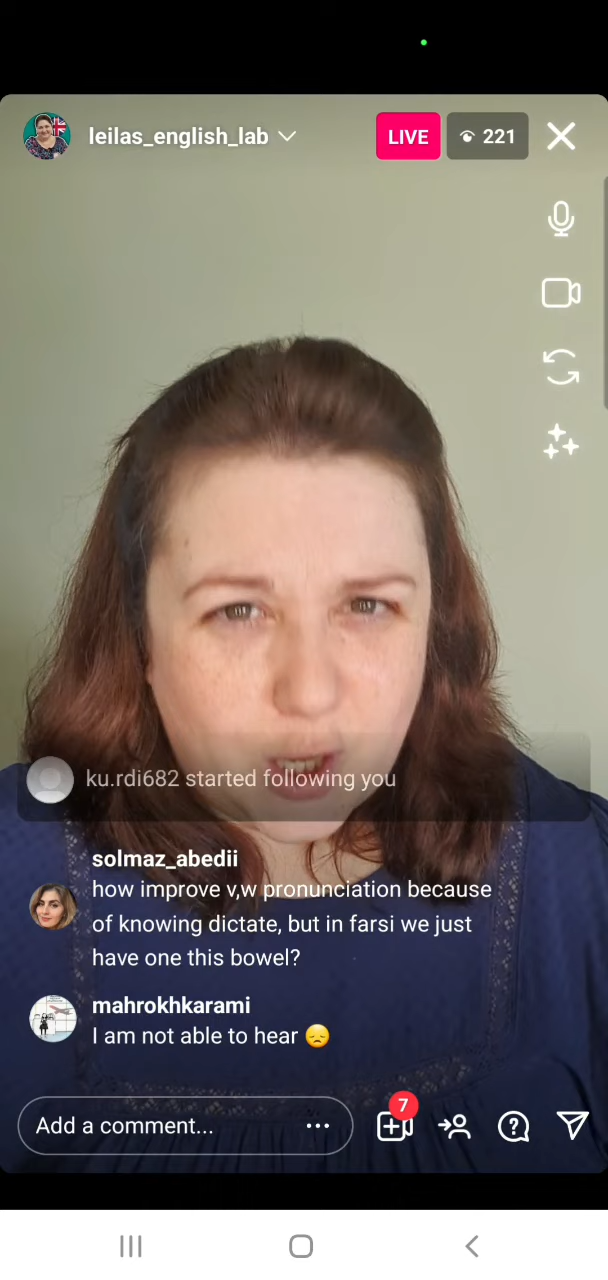 leilas_english_lab
LIVE
221
ku.rdi682 started following you
solmaz_abedii
how improve v,w pronunciation because
of knowing dictate, but in farsi we just
have one this bowel?
mahrokhkarami
I am not able to hear 😞
Add a comment...
7